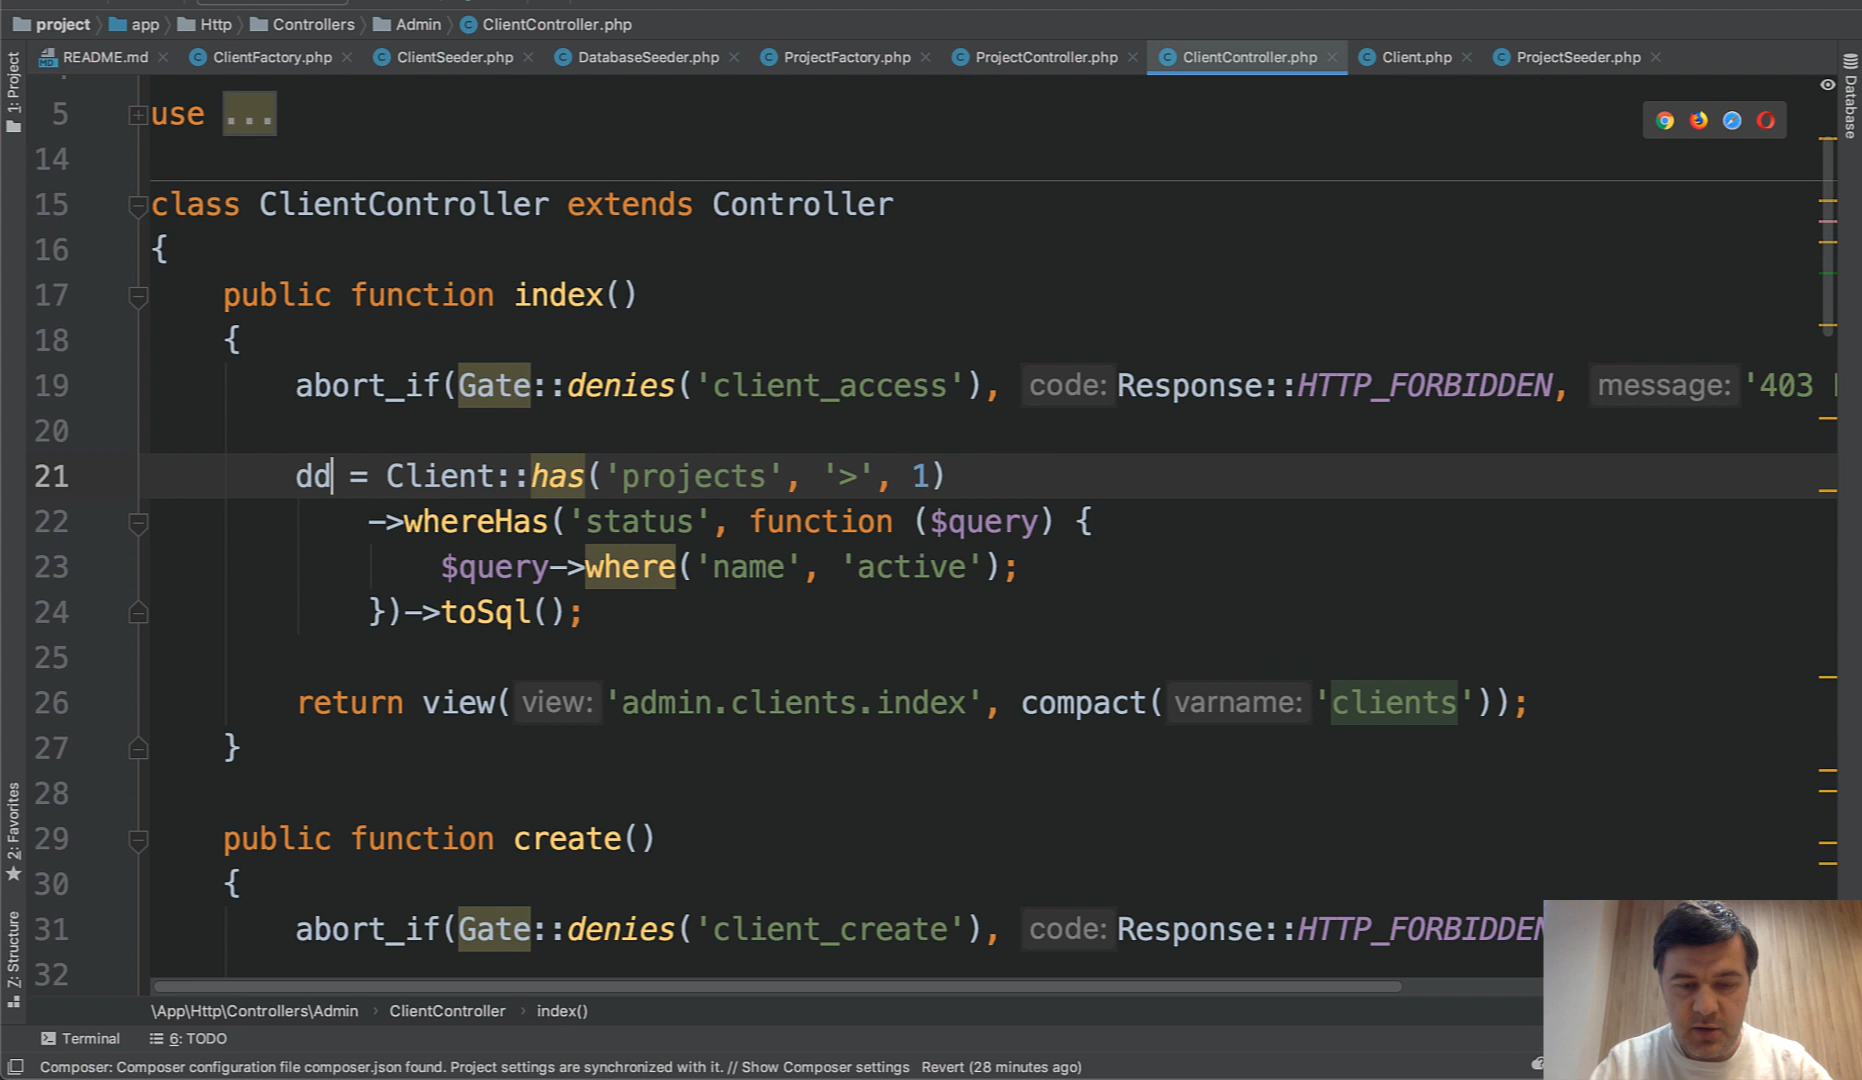 project app Http Controllers Admin ClientController.php
README.md ClientFactory.php ClientSeeder.php DatabaseSeeder.php ProjectFactory.php ProjectController.php ClientController.php Client.php ProjectSeeder.php
1: Project
Database
5 use ...
14
15 class ClientController extends Controller
16 {
17 public function index()
18 {
19 abort_if(Gate::denies('client_access'), code: Response::HTTP_FORBIDDEN, message: '403
20
21 dd = Client::has('projects', '>', 1)
22 ->whereHas('status', function ($query) {
23 $query->where('name', 'active');
24 })->toSql();
25
26 return view( view: 'admin.clients.index', compact( varname: 'clients'));
27 }
28
29 public function create()
30 {
31 abort_if(Gate::denies('client_create'), code: Response::HTTP_FORBIDDEN
32
2: Favorites
Z: Structure
\App\Http\Controllers\Admin › ClientController › index()
Terminal 6: TODO
Composer: Composer configuration file composer.json found. Project settings are synchronized with it. // Show Composer settings Revert (28 minutes ago)